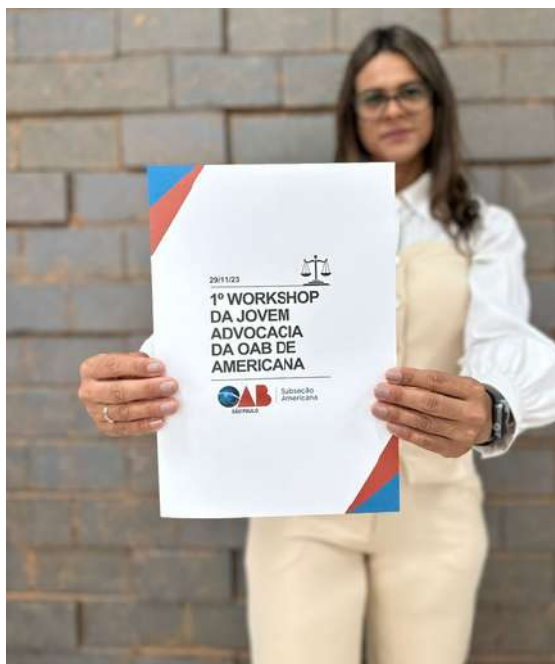 29/11/23
1º WORKSHOP
DA JOVEM
ADVOCACIA
DA OAB DE
AMERICANA
OAB
SÃO PAULO
Subseção
Americana